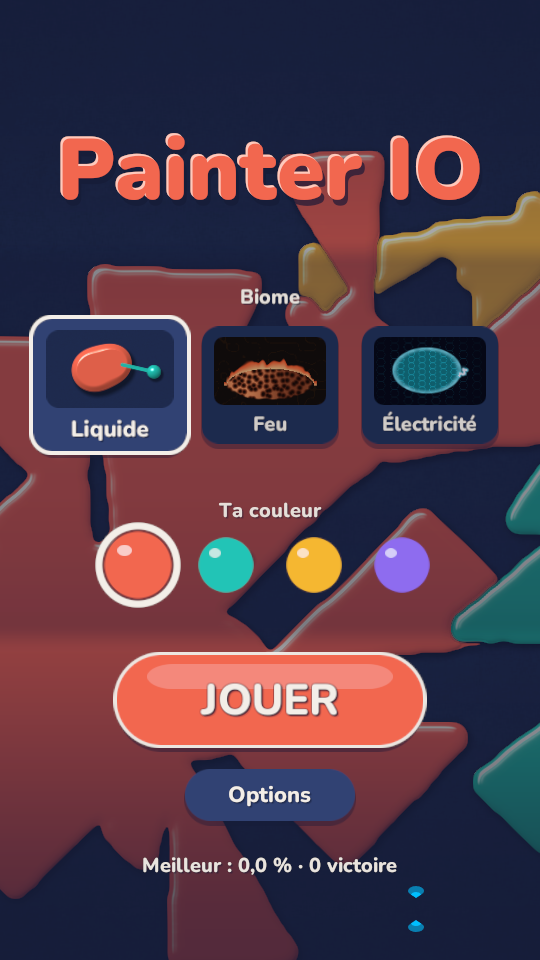 Painter IO
Biome
Liquide
Feu
Électricité
Ta couleur
JOUER
Options
Meilleur : 0,0 % · 0 victoire